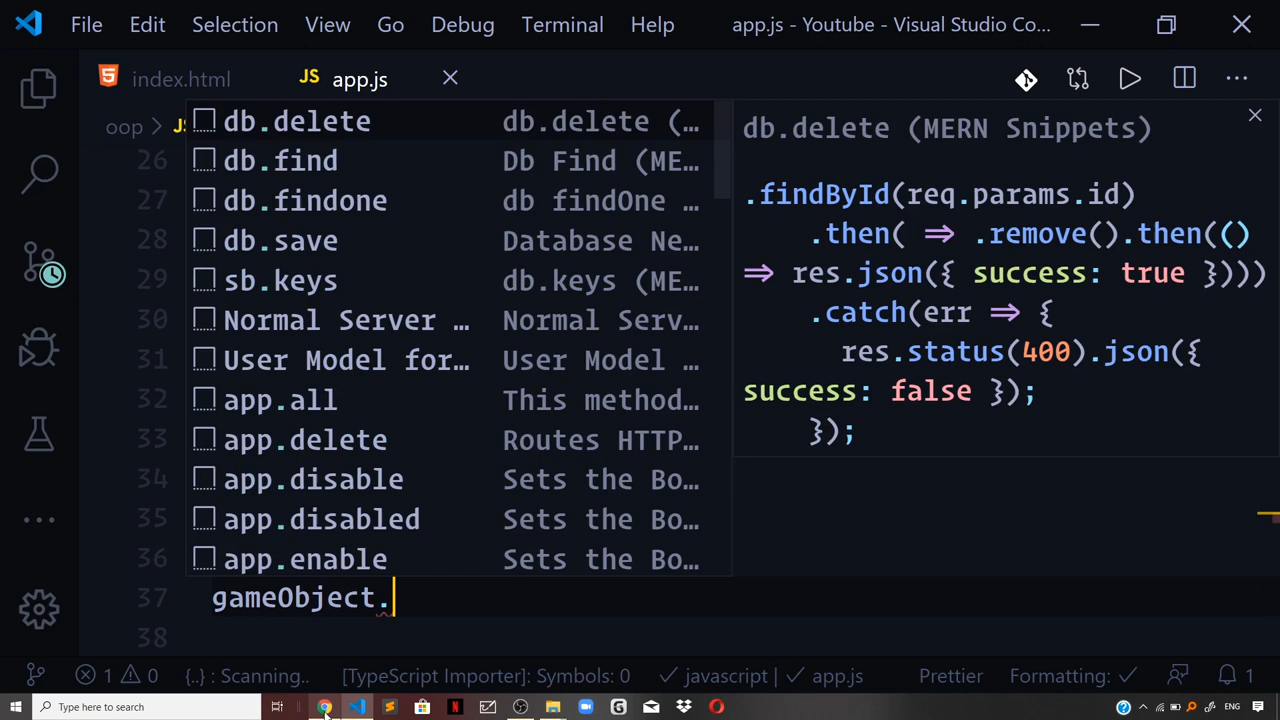 File Edit Selection View Go Debug Terminal Help app.js - Youtube - Visual Studio Co...
index.html JS app.js
oop > JS
26
27
28
29
30
31
32
33
34
35
36
37 gameObject.
38
db.delete db.delete (…
db.find Db Find (ME…
db.findone db findOne …
db.save Database Ne…
sb.keys db.keys (ME…
Normal Server … Normal Serv…
User Model for… User Model …
app.all This method…
app.delete Routes HTTP…
app.disable Sets the Bo…
app.disabled Sets the Bo…
app.enable Sets the Bo…
db.delete (MERN Snippets)
.findById(req.params.id)
.then( => .remove().then(()
=> res.json({ success: true })))
.catch(err => {
res.status(400).json({
success: false });
});
1 0 {..} : Scanning.. [TypeScript Importer]: Symbols: 0 javascript | app.js Prettier Formatting: 1
Type here to search ENG